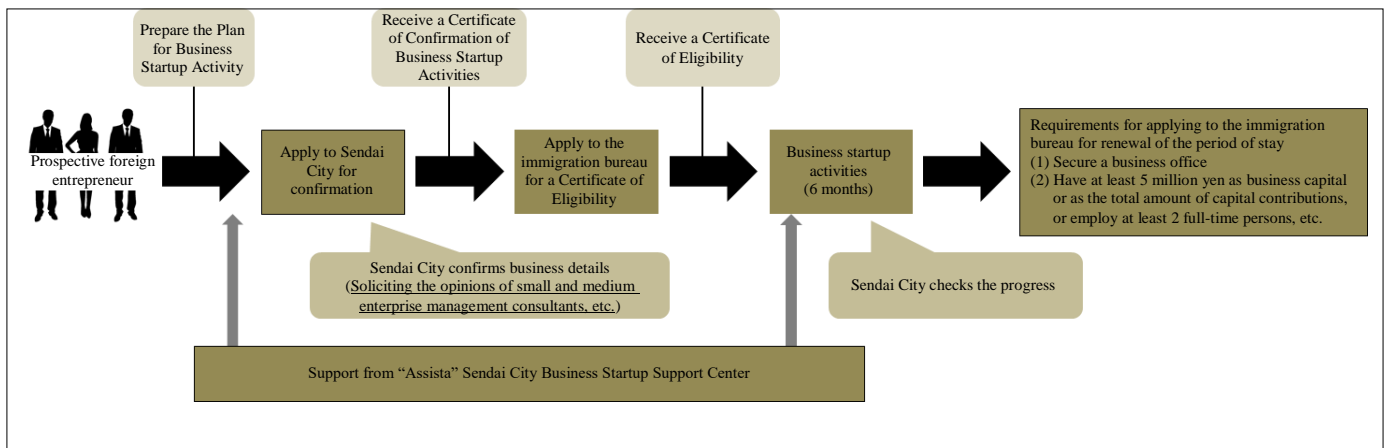 Prepare the Plan
for Business
Startup Activity
Receive a Certificate
of Confirmation of
Business Startup
Activities
Receive a Certificate
of Eligibility
Prospective foreign
entrepreneur
Apply to Sendai
City for
confirmation
Apply to the
immigration bureau
for a Certificate of
Eligibility
Business startup
activities
(6 months)
Requirements for applying to the immigration
bureau for renewal of the period of stay
(1) Secure a business office
(2) Have at least 5 million yen as business capital
or as the total amount of capital contributions,
or employ at least 2 full-time persons, etc.
Sendai City confirms business details
(Soliciting the opinions of small and medium
enterprise management consultants, etc.)
Sendai City checks the progress
Support from “Assista” Sendai City Business Startup Support Center